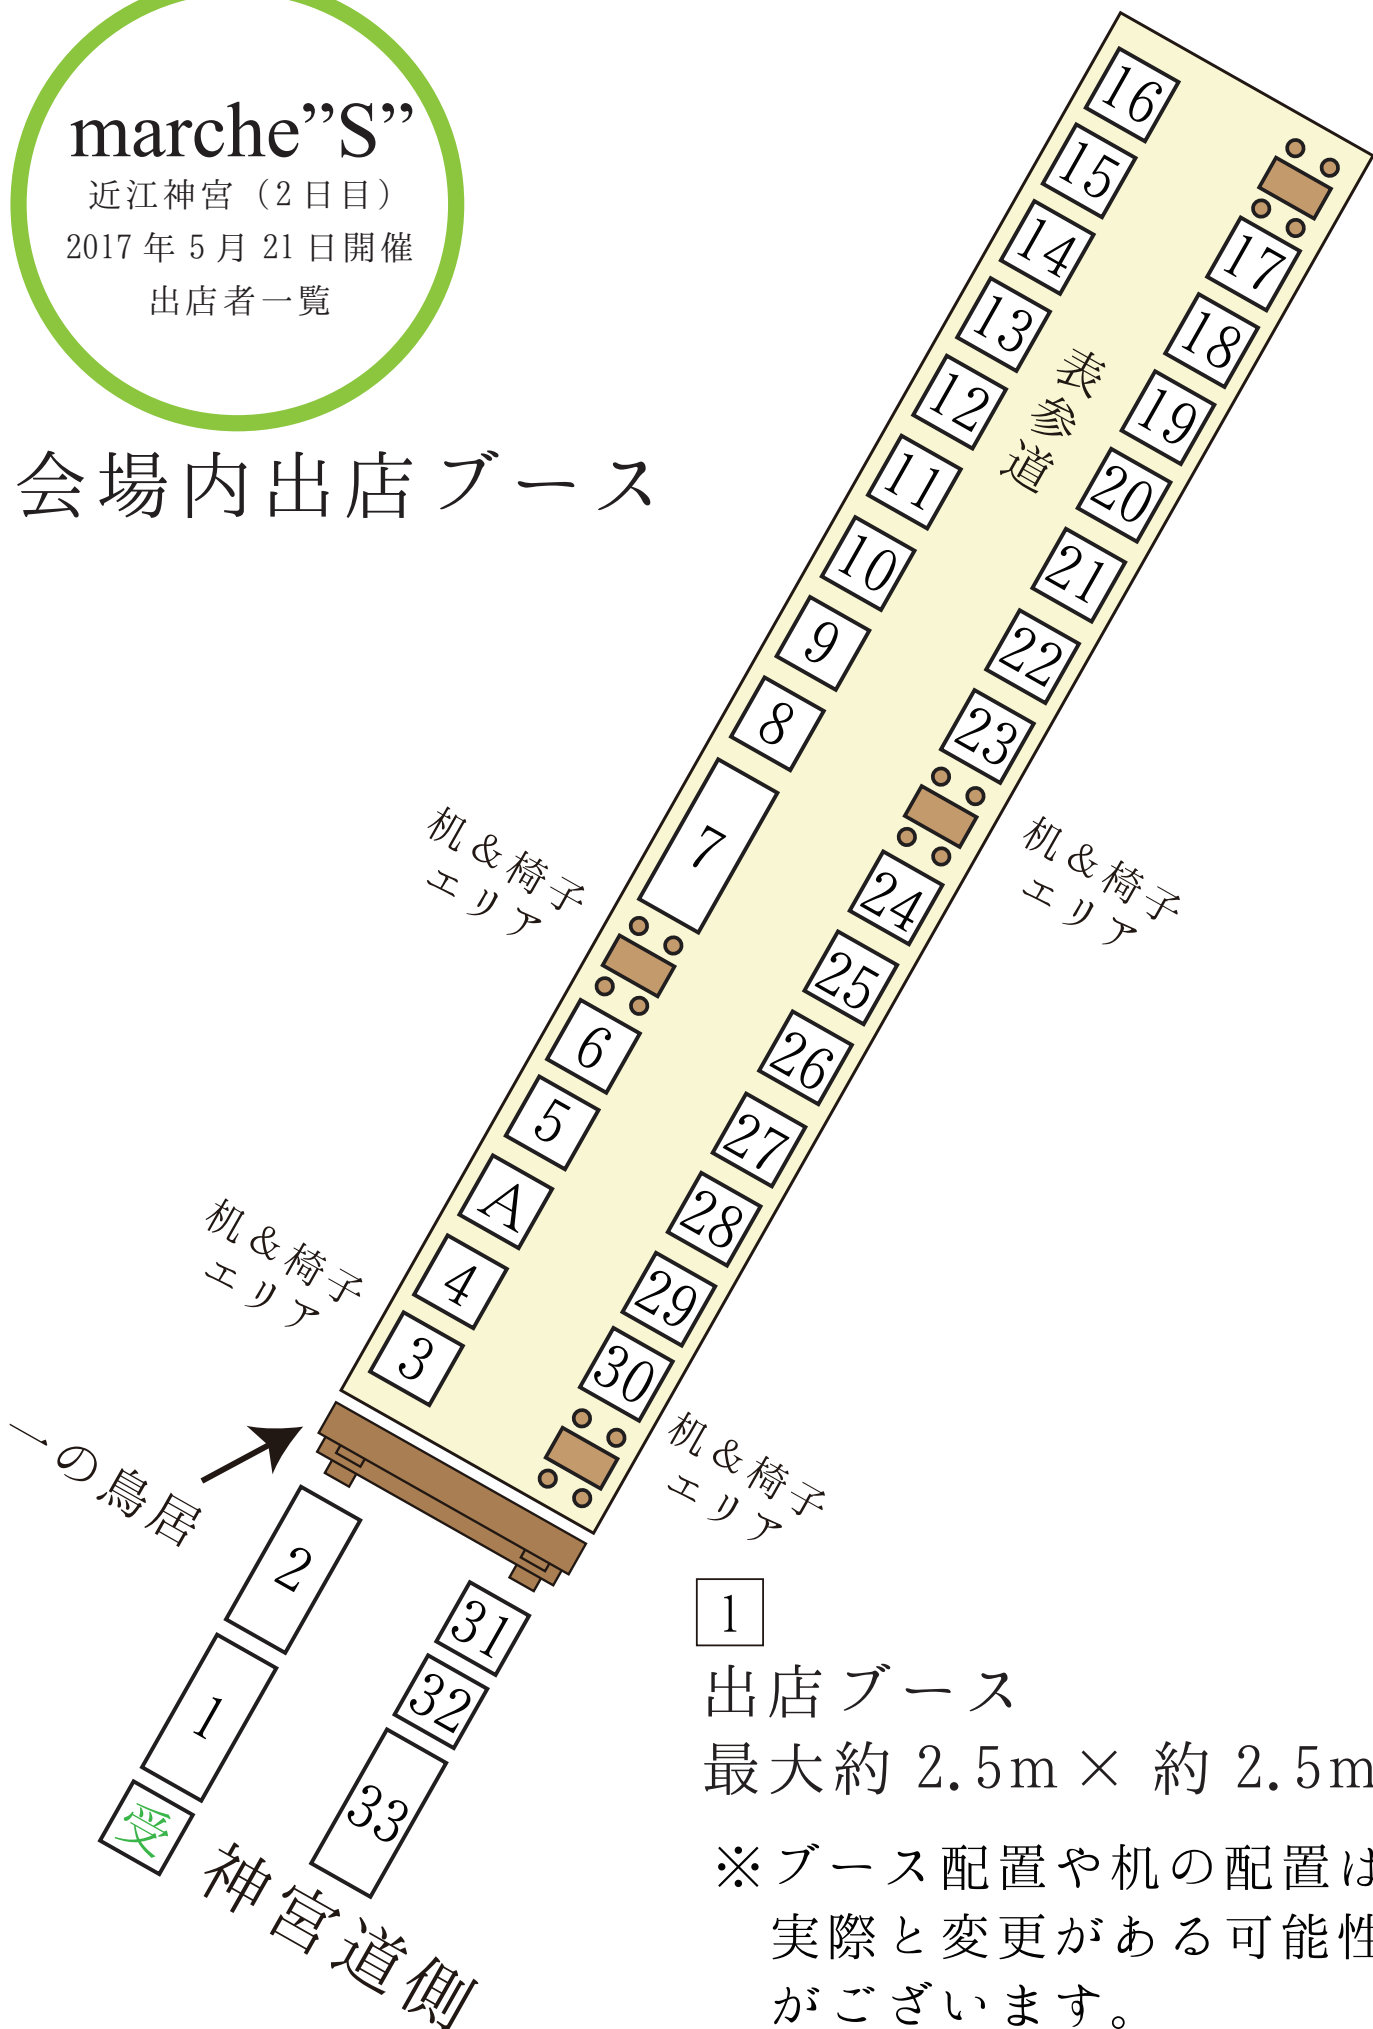 marche”S”
近江神宮（2日目）
2017 年 5 月 21 日開催
出店者一覧
会場内出店ブース
16
15
14
13
12
11
10
9
8
7
6
5
A
4
3
表参道
17
18
19
20
21
22
23
24
25
26
27
28
29
30
机＆椅子
エリア
机＆椅子
エリア
机＆椅子
エリア
机＆椅子
エリア
一の鳥居
2
1
受
31
32
33
神宮道側
1
出店ブース
最大約 2.5m × 約 2.5m
※ブース配置や机の配置は
実際と変更がある可能性
がございます。